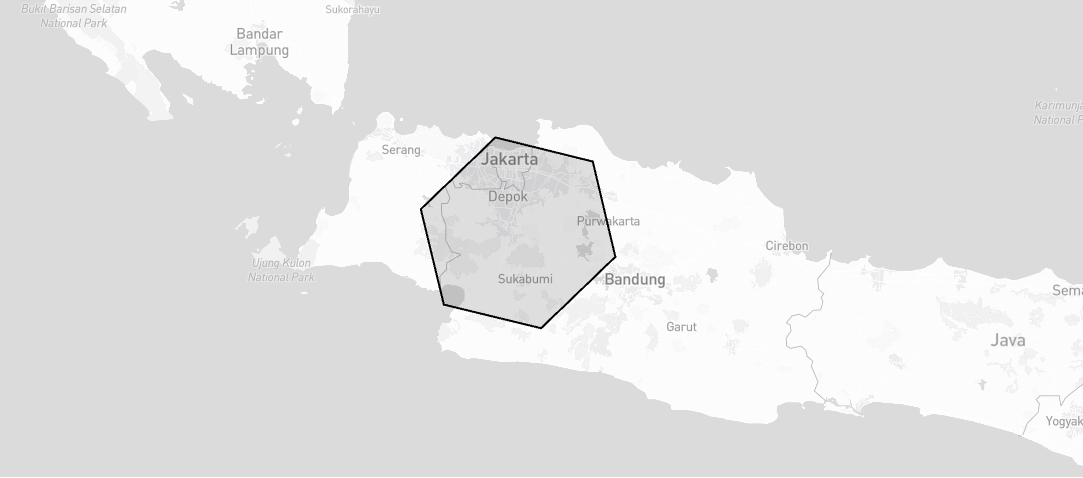 Bukit Barisan Selatan
National Park
Sukorahayu
Bandar
Lampung
Karimunja
National P
Serang
Jakarta
Depok
Purwakarta
Cirebon
Ujung Kulon
National Park
Sukabumi
Bandung
Sema
Garut
Java
Yogyak